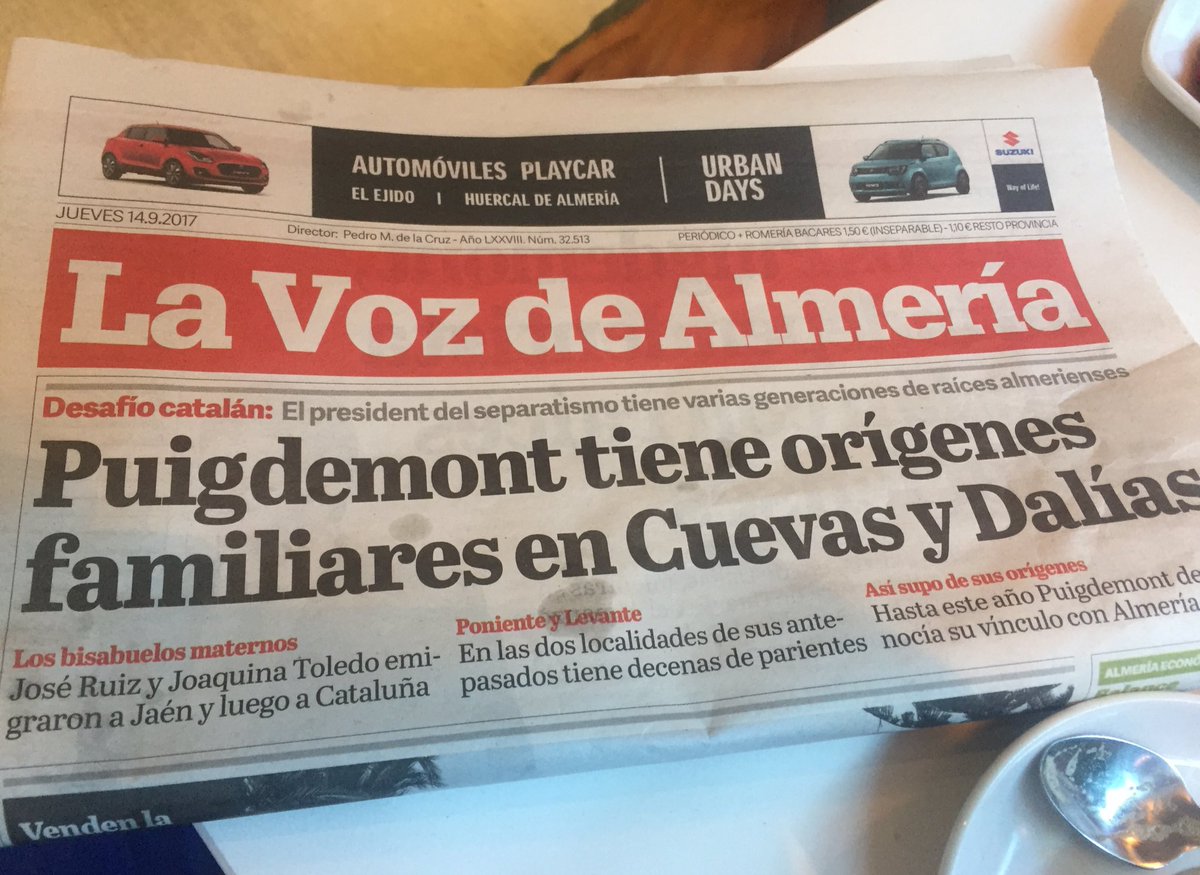 AUTOMÓVILES PLAYCAR
EL EJIDO | HUERCAL DE ALMERÍA
URBAN
DAYS
SUZUKI
Way of Life!
JUEVES 14.9.2017
Director: Pedro M. de la Cruz - Año LXXVIII. Núm. 32.513
PERIÓDICO + ROMERÍA BACARES 1,50 € (INSEPARABLE) - 1,10 € RESTO PROVINCIA
La Voz de Almería
Desafío catalán: El president del separatismo tiene varias generaciones de raíces almerienses
Puigdemont tiene orígenes
familiares en Cuevas y Dalías
Los bisabuelos maternos
José Ruiz y Joaquina Toledo emi-
graron a Jaén y luego a Cataluña
Poniente y Levante
En las dos localidades de sus ante-
pasados tiene decenas de parientes
Así supo de sus orígenes
Hasta este año Puigdemont de
nocía su vínculo con Almería
ALMERÍA ECONÓ
Venden la